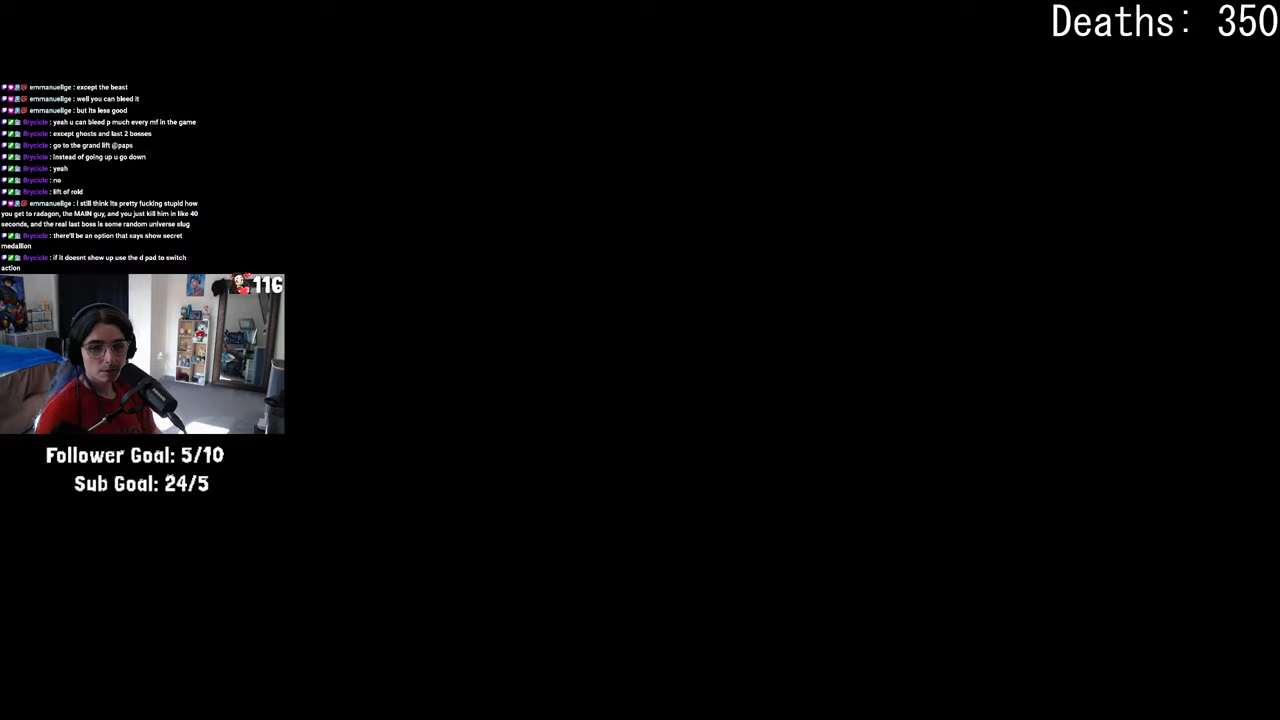 Deaths: 350
emmanuellge : except the beast
emmanuellge : well you can bleed it
emmanuellge : but its less good
Brycicle : yeah u can bleed p much every mf in the game
Brycicle : except ghosts and last 2 bosses
Brycicle : go to the grand lift @paps
Brycicle : Instead of going up u go down
Brycicle : yeah
Brycicle : no
Brycicle : lift of rold
emmanuellge : I still think its pretty fucking stupid how
you get to radagon, the MAIN guy, and you just kill him in like 40
seconds, and the real last boss is some random universe slug
Brycicle : there'll be an option that says show secret
medallion
Brycicle : if it doesnt show up use the d pad to switch
action
116
Follower Goal: 5/10
Sub Goal: 24/5